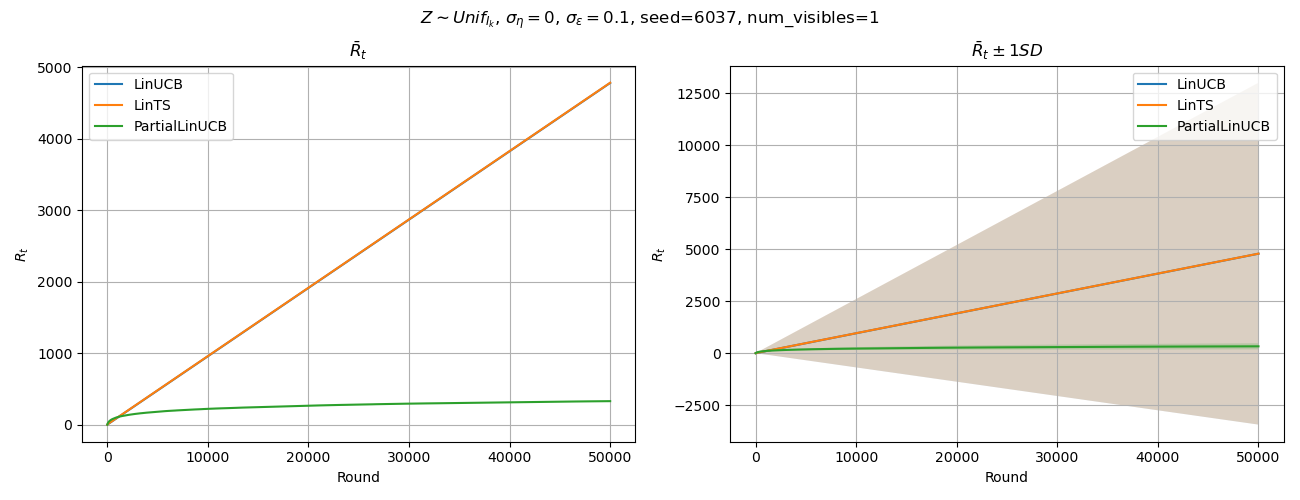 Z ∼ Unif_{I_k}, σ_η = 0, σ_ε = 0.1, seed=6037, num_visibles=1
R̄_t
5000
4000
3000
2000
1000
0
R_t
LinUCB
LinTS
PartialLinUCB
0 10000 20000 30000 40000 50000
Round
R̄_t ± 1SD
12500
10000
7500
5000
2500
0
−2500
R_t
LinUCB
LinTS
PartialLinUCB
0 10000 20000 30000 40000 50000
Round